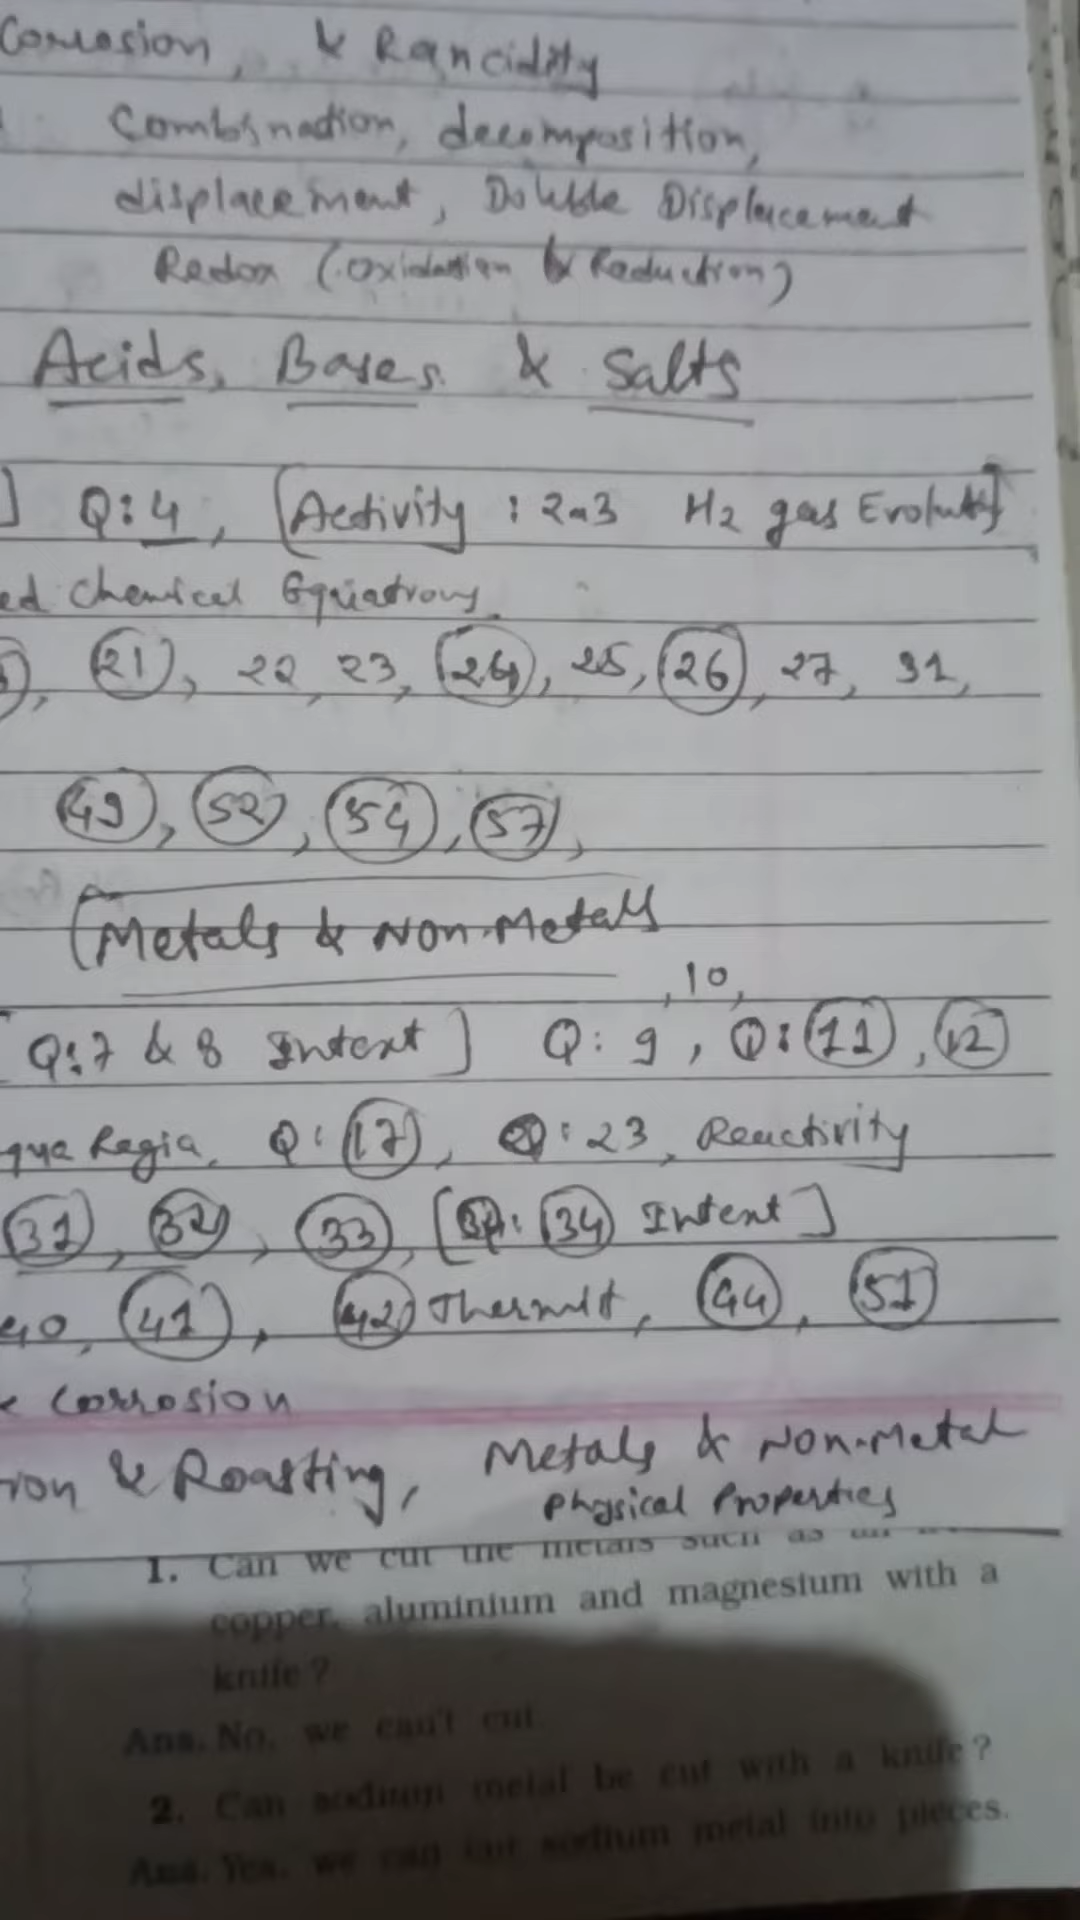 Corrosion, & Rancidity
Combination, decomposition,
displacement, Double Displacement
Redox (oxidation & Reduction)
Acids, Bases & Salts
] Q:4, [Activity : 2.3 H2 gas
ed chemical Equations
), (21), 22, 23, (24), 25, (26), 27, 31,
(49), (52), (54), (57),
[Metals & Non-Metals
, 10,
[Q:7 & 8 Intext] Q: 9, Q: (11), (12)
qua Regia, Q: (17), Q: 23, Reactivity
(31), (32), (33), [Q: (34) Intext]
40, (41), (42) Thermit, (44), (51)
& Corrosion
ion & Roasting, Metals & Non-Metal
Physical Properties
1. Can we cut the metals such as
copper, aluminium and magnesium with a
knife ?
Ans. No, we can't cut.
2. Can sodium metal be cut with a knife ?
Ans. Yes, we can cut sodium metal into pieces.